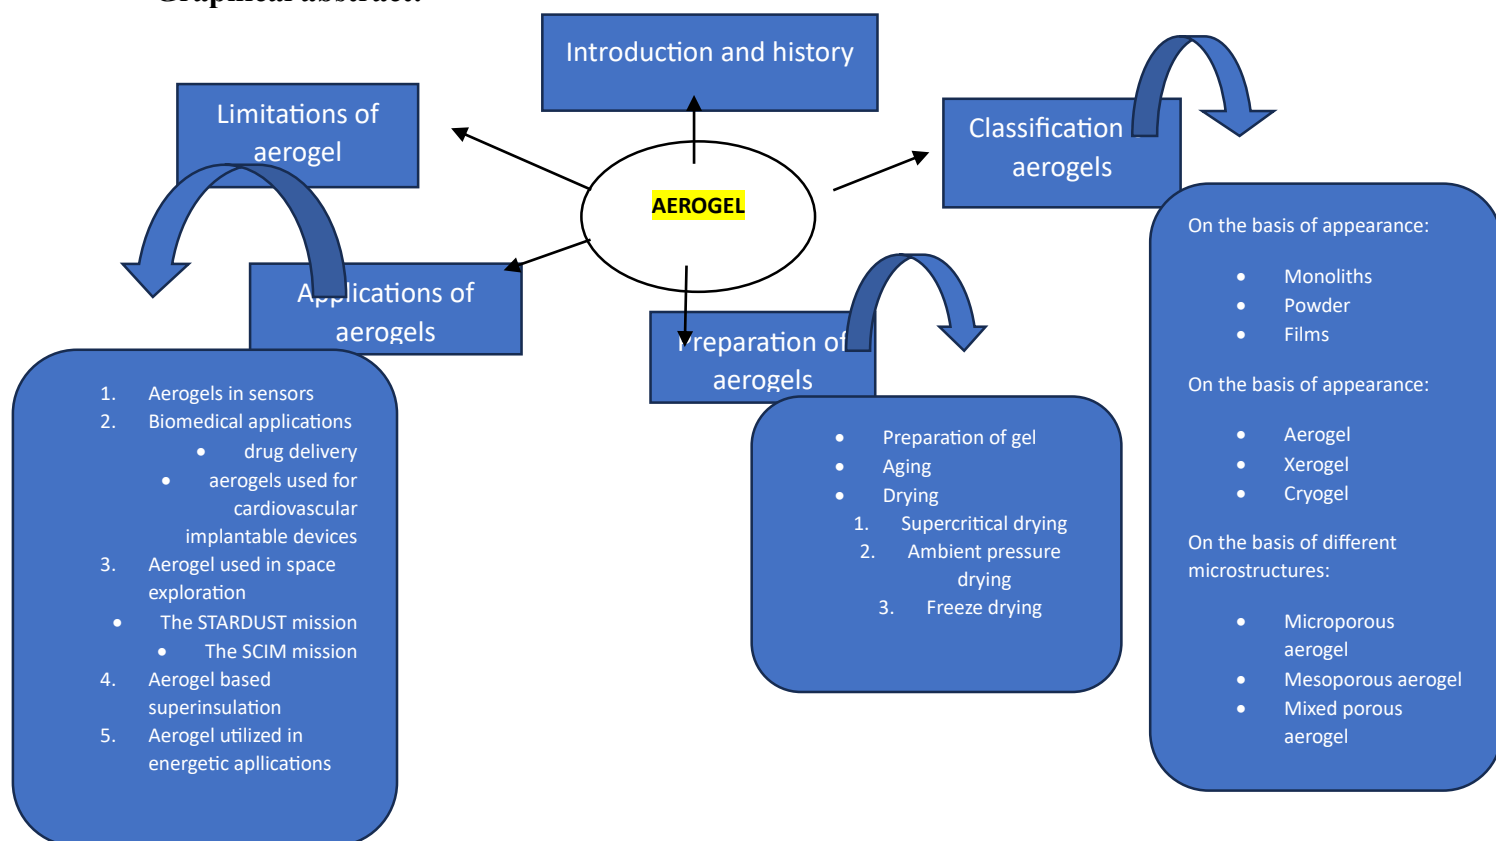 Graphical abstract:
Introduction and history
Limitations of
aerogel
Classification
aerogels
AEROGEL
Applications of
aerogels
Preparation of
aerogels
On the basis of appearance:
• Monoliths
• Powder
• Films
On the basis of appearance:
• Aerogel
• Xerogel
• Cryogel
On the basis of different
microstructures:
• Microporous
aerogel
• Mesoporous aerogel
• Mixed porous
aerogel
1. Aerogels in sensors
2. Biomedical applications
• drug delivery
• aerogels used for
cardiovascular
implantable devices
3. Aerogel used in space
exploration
• The STARDUST mission
• The SCIM mission
4. Aerogel based
superinsulation
5. Aerogel utilized in
energetic apllications
• Preparation of gel
• Aging
• Drying
1. Supercritical drying
2. Ambient pressure
drying
3. Freeze drying